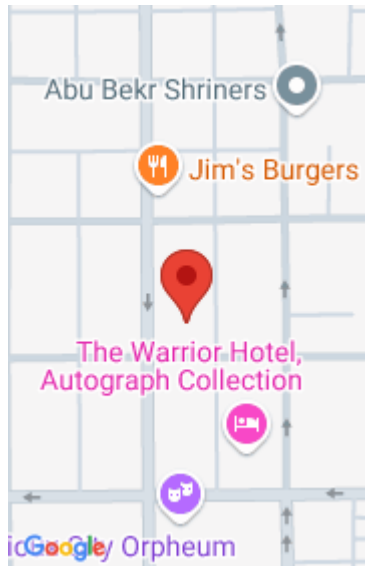 Abu Bekr Shriners
Jim's Burgers
The Warrior Hotel,
Autograph Collection
Google
Orpheum